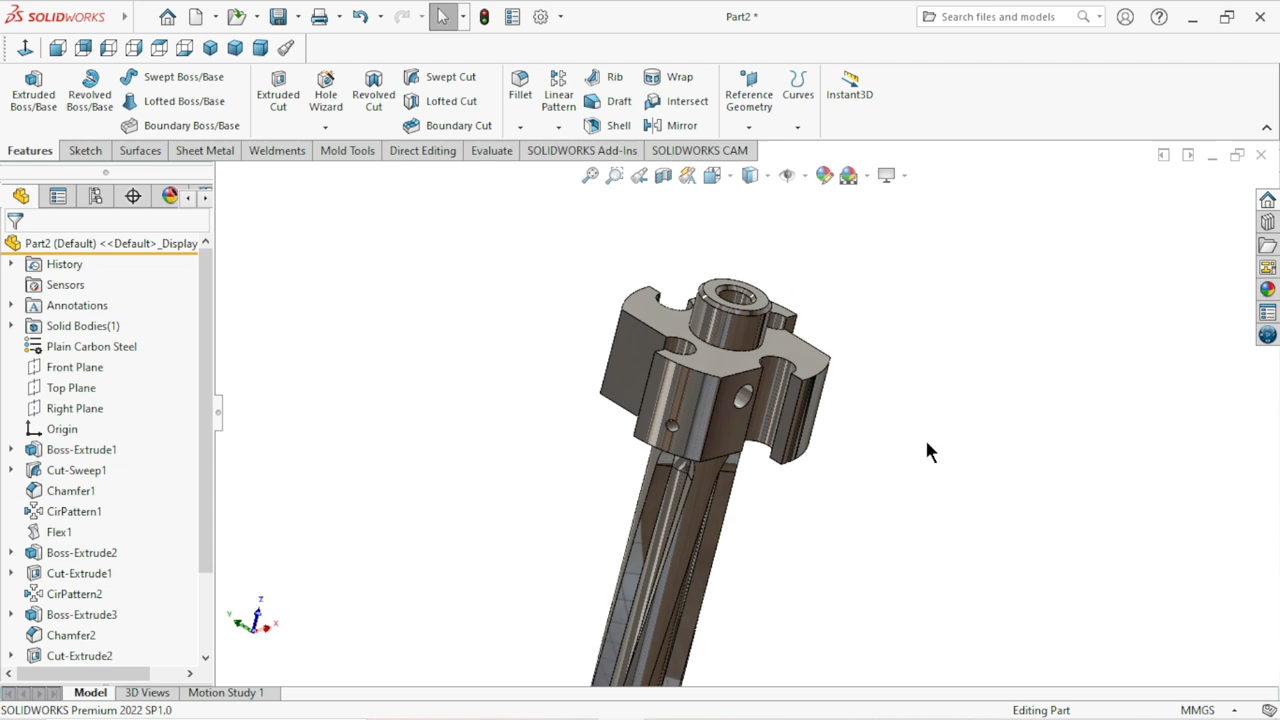 SOLIDWORKS
Part2 *
Search files and models
Extruded Boss/Base
Revolved Boss/Base
Swept Boss/Base
Lofted Boss/Base
Boundary Boss/Base
Extruded Cut
Hole Wizard
Revolved Cut
Swept Cut
Lofted Cut
Boundary Cut
Fillet
Linear Pattern
Rib
Draft
Shell
Wrap
Intersect
Mirror
Reference Geometry
Curves
Instant3D
Features
Sketch
Surfaces
Sheet Metal
Weldments
Mold Tools
Direct Editing
Evaluate
SOLIDWORKS Add-Ins
SOLIDWORKS CAM
Part2 (Default) <<Default>_Display
History
Sensors
Annotations
Solid Bodies(1)
Plain Carbon Steel
Front Plane
Top Plane
Right Plane
Origin
Boss-Extrude1
Cut-Sweep1
Chamfer1
CirPattern1
Flex1
Boss-Extrude2
Cut-Extrude1
CirPattern2
Boss-Extrude3
Chamfer2
Cut-Extrude2
Z
Y
X
Model
3D Views
Motion Study 1
SOLIDWORKS Premium 2022 SP1.0
Editing Part
MMGS